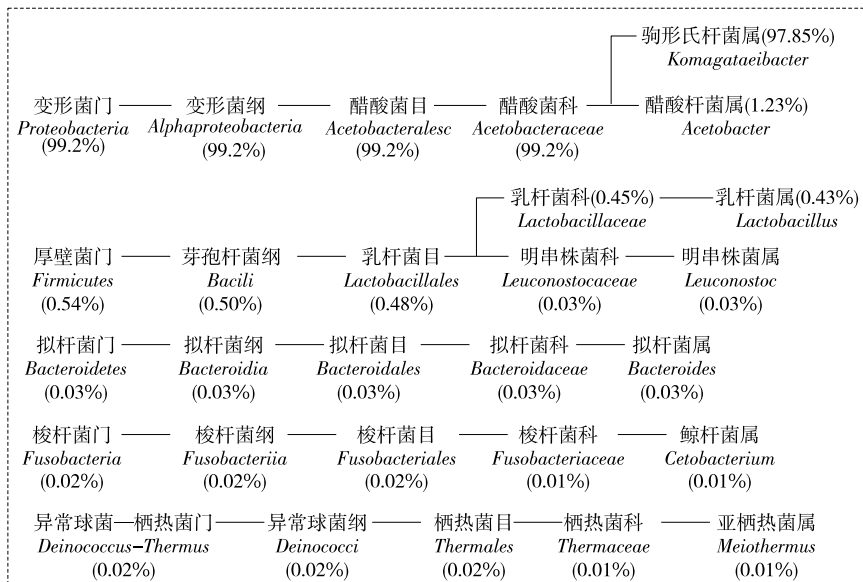 驹形氏杆菌属(97.85%)
Komagataeibacter
变形菌门 变形菌纲 醋酸菌目 醋酸菌科 醋酸杆菌属(1.23%)
Proteobacteria Alphaproteobacteria Acetobacteralesc Acetobacteraceae Acetobacter
(99.2%) (99.2%) (99.2%) (99.2%)
乳杆菌科(0.45%) 乳杆菌属(0.43%)
Lactobacillaceae Lactobacillus
厚壁菌门 芽孢杆菌纲 乳杆菌目 明串株菌科 明串株菌属
Firmicutes Bacili Lactobacillales Leuconostocaceae Leuconostoc
(0.54%) (0.50%) (0.48%) (0.03%) (0.03%)
拟杆菌门 拟杆菌纲 拟杆菌目 拟杆菌科 拟杆菌属
Bacteroidetes Bacteroidia Bacteroidales Bacteroidaceae Bacteroides
(0.03%) (0.03%) (0.03%) (0.03%) (0.03%)
梭杆菌门 梭杆菌纲 梭杆菌目 梭杆菌科 鲸杆菌属
Fusobacteria Fusobacteriia Fusobacteriales Fusobacteriaceae Cetobacterium
(0.02%) (0.02%) (0.02%) (0.01%) (0.01%)
异常球菌—栖热菌门 异常球菌纲 栖热菌目 栖热菌科 亚栖热菌属
Deinococcus-Thermus Deinococci Thermales Thermaceae Meiothermus
(0.02%) (0.02%) (0.02%) (0.01%) (0.01%)